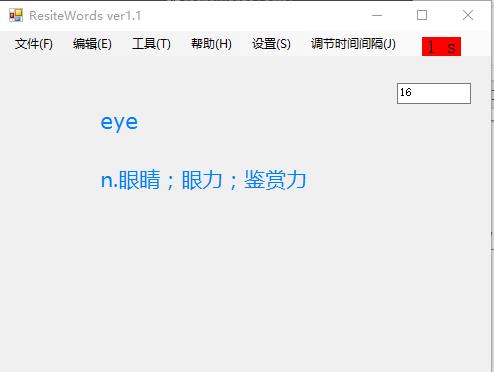 ResiteWords ver1.1
文件(F) 编辑(E) 工具(T) 帮助(H) 设置(S) 调节时间间隔(J) 1 s
16
eye
n.眼睛；眼力；鉴赏力